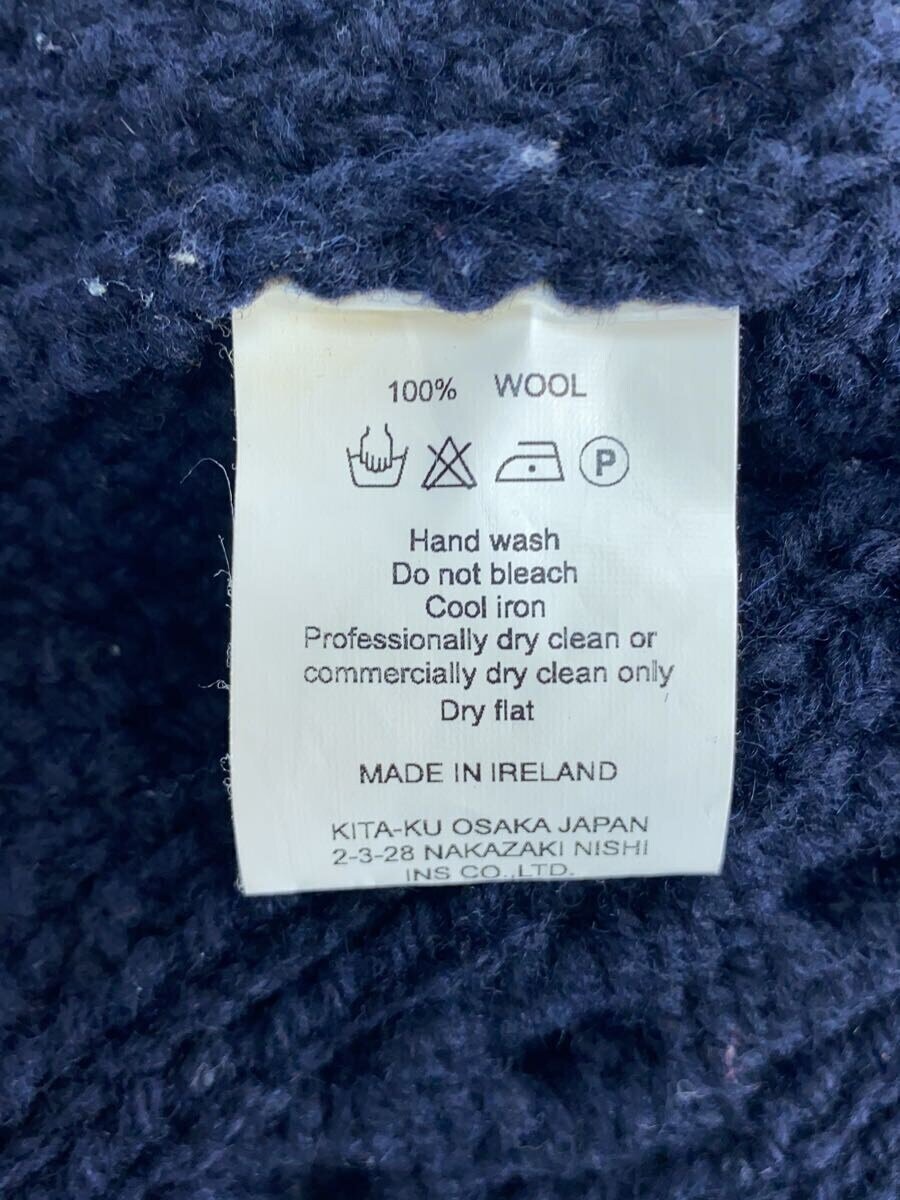 100% WOOL
P
Hand wash
Do not bleach
Cool iron
Professionally dry clean or
commercially dry clean only
Dry flat
MADE IN IRELAND
KITA-KU OSAKA JAPAN
2-3-28 NAKAZAKI NISHI
INS CO.,LTD.